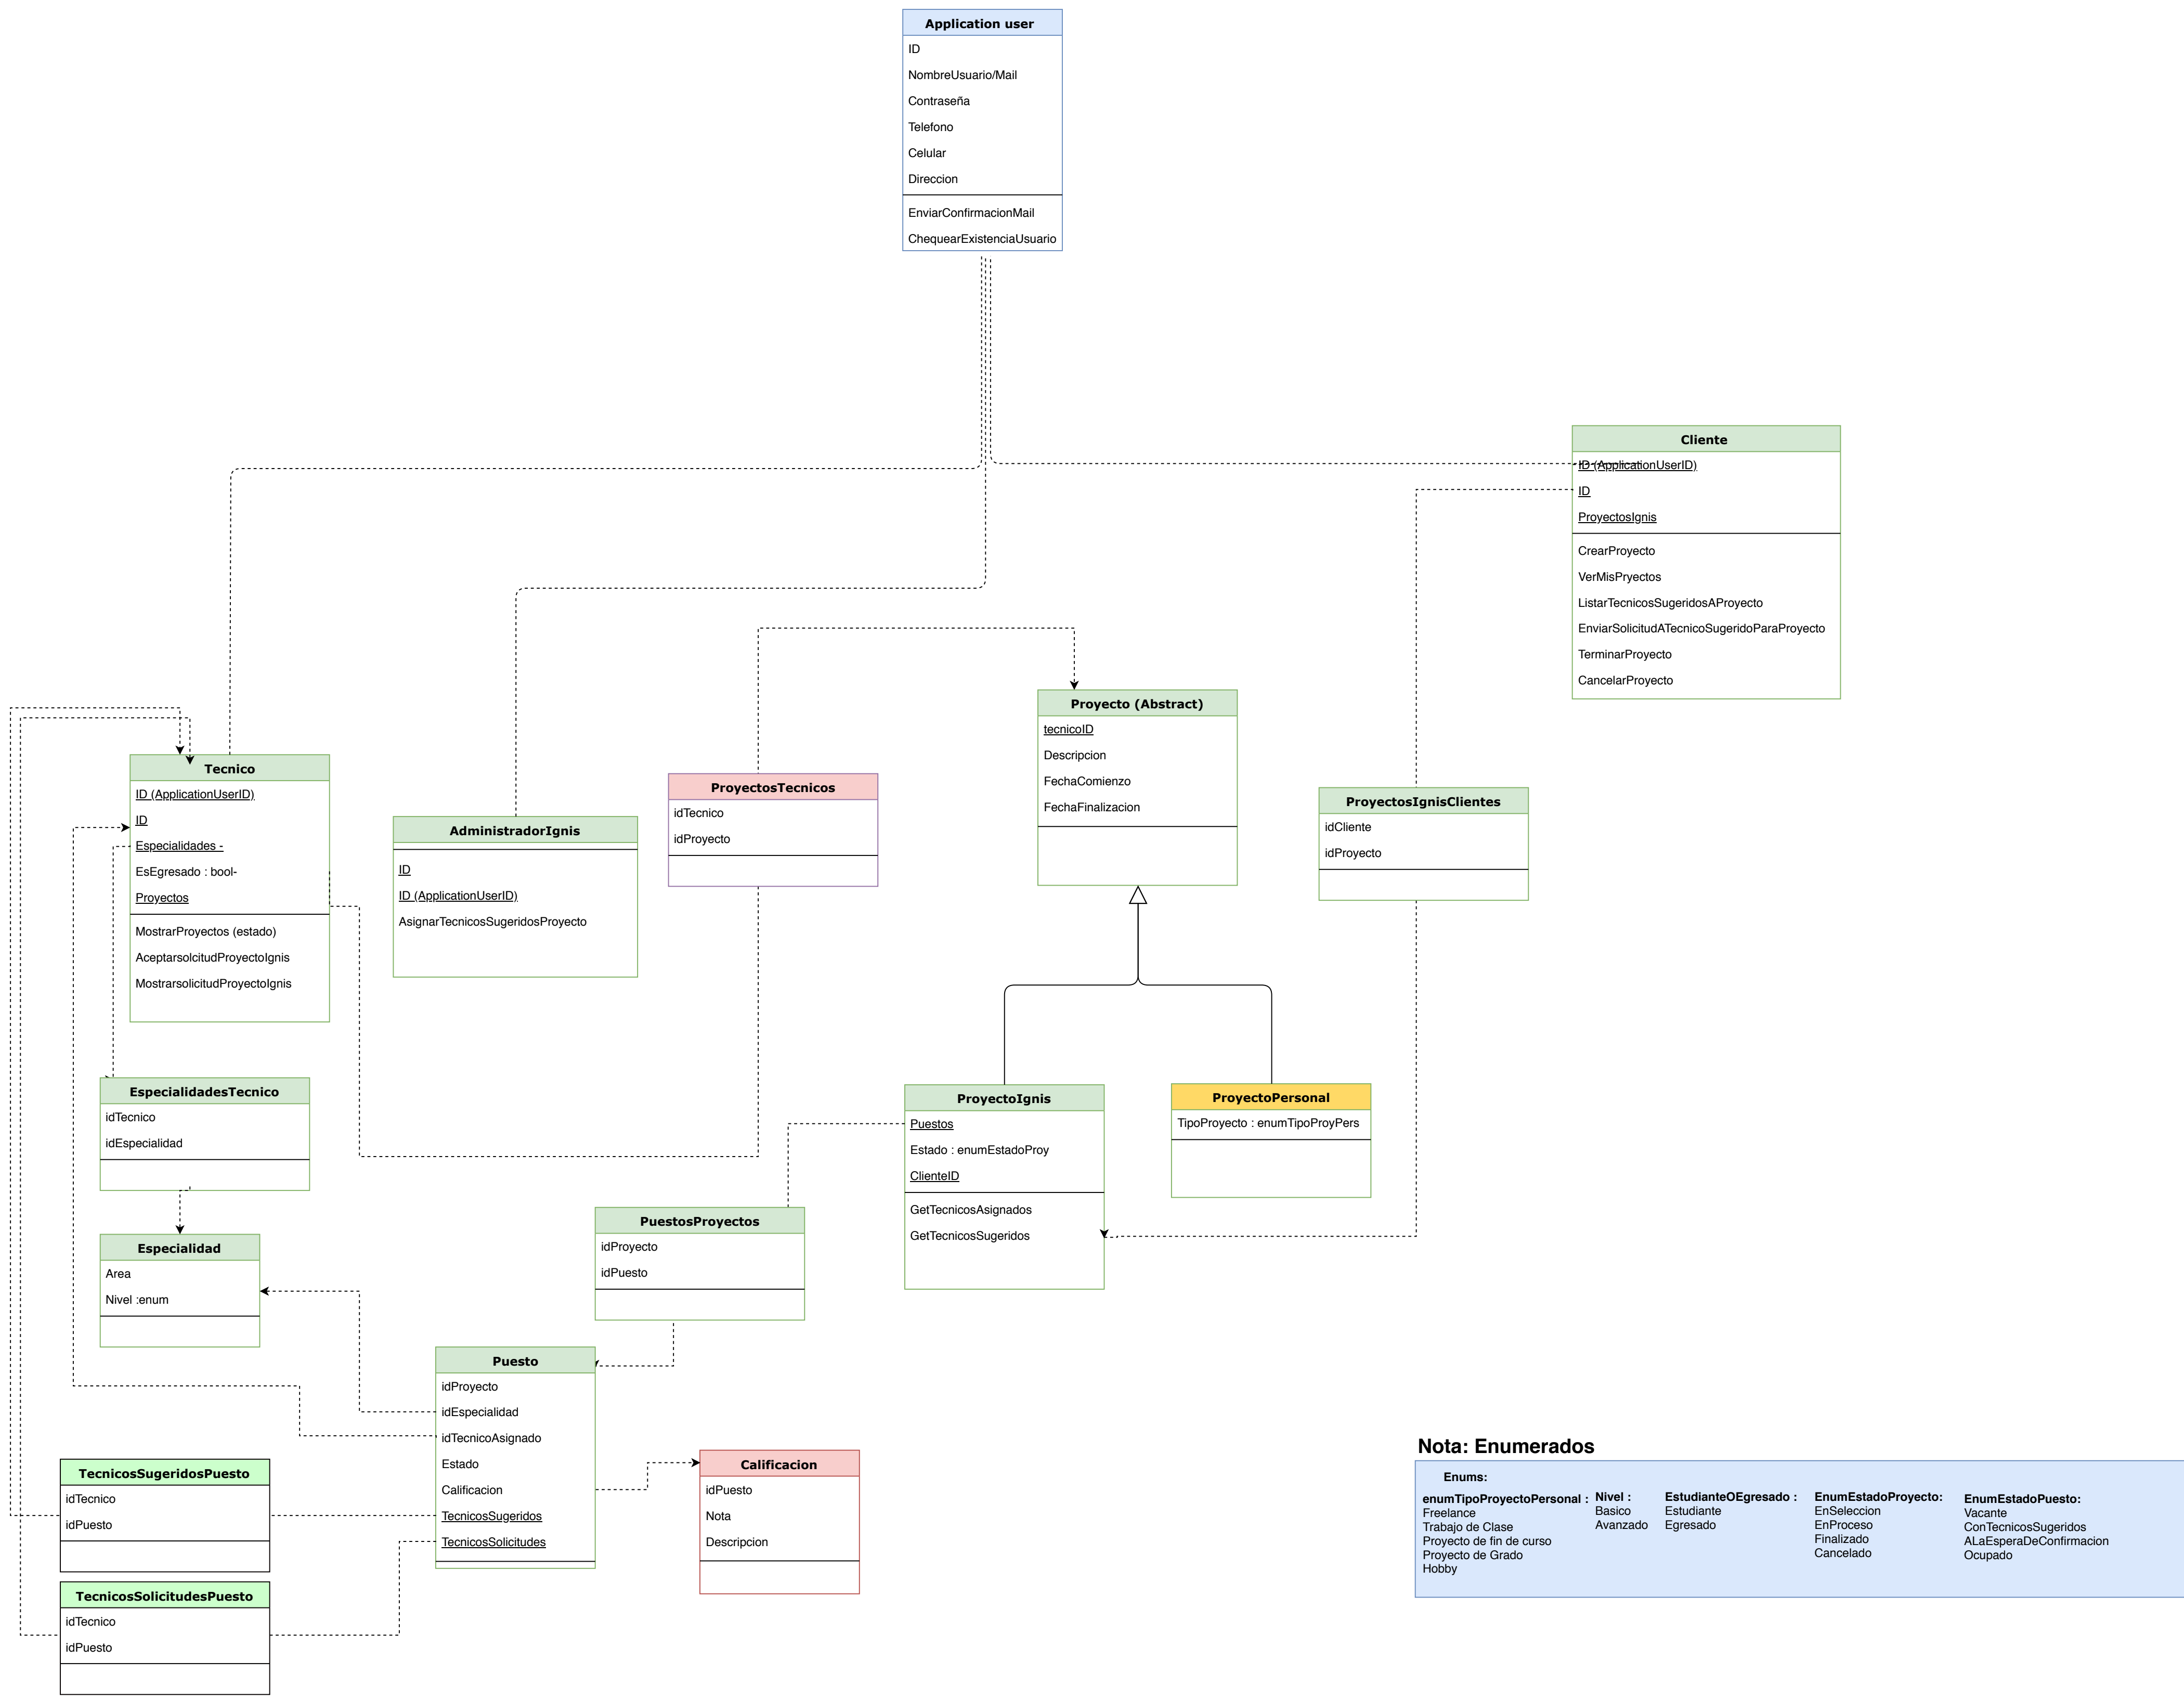 Application user
ID
NombreUsuario/Mail
Contraseña
Telefono
Celular
Direccion
EnviarConfirmacionMail
ChequearExistenciaUsuario
Cliente
ID (ApplicationUserID)
ID
ProyectosIgnis
CrearProyecto
VerMisPryectos
ListarTecnicosSugeridosAProyecto
EnviarSolicitudATecnicoSugeridoParaProyecto
TerminarProyecto
CancelarProyecto
Tecnico
ID (ApplicationUserID)
ID
Especialidades -
EsEgresado : bool-
Proyectos
MostrarProyectos (estado)
AceptarsolcitudProyectoIgnis
MostrarsolicitudProyectoIgnis
AdministradorIgnis
ID
ID (ApplicationUserID)
AsignarTecnicosSugeridosProyecto
ProyectosTecnicos
idTecnico
idProyecto
Proyecto (Abstract)
tecnicoID
Descripcion
FechaComienzo
FechaFinalizacion
ProyectosIgnisClientes
idCliente
idProyecto
EspecialidadesTecnico
idTecnico
idEspecialidad
ProyectoIgnis
Puestos
Estado : enumEstadoProy
ClienteID
GetTecnicosAsignados
GetTecnicosSugeridos
ProyectoPersonal
TipoProyecto : enumTipoProyPers
Especialidad
Area
Nivel :enum
PuestosProyectos
idProyecto
idPuesto
Puesto
idProyecto
idEspecialidad
idTecnicoAsignado
Estado
Calificacion
TecnicosSugeridos
TecnicosSolicitudes
Calificacion
idPuesto
Nota
Descripcion
TecnicosSugeridosPuesto
idTecnico
idPuesto
TecnicosSolicitudesPuesto
idTecnico
idPuesto
Nota: Enumerados
Enums:
enumTipoProyectoPersonal :
Freelance
Trabajo de Clase
Proyecto de fin de curso
Proyecto de Grado
Hobby
Nivel :
Basico
Avanzado
EstudianteOEgresado :
Estudiante
Egresado
EnumEstadoProyecto:
EnSeleccion
EnProceso
Finalizado
Cancelado
EnumEstadoPuesto:
Vacante
ConTecnicosSugeridos
ALaEsperaDeConfirmacion
Ocupado